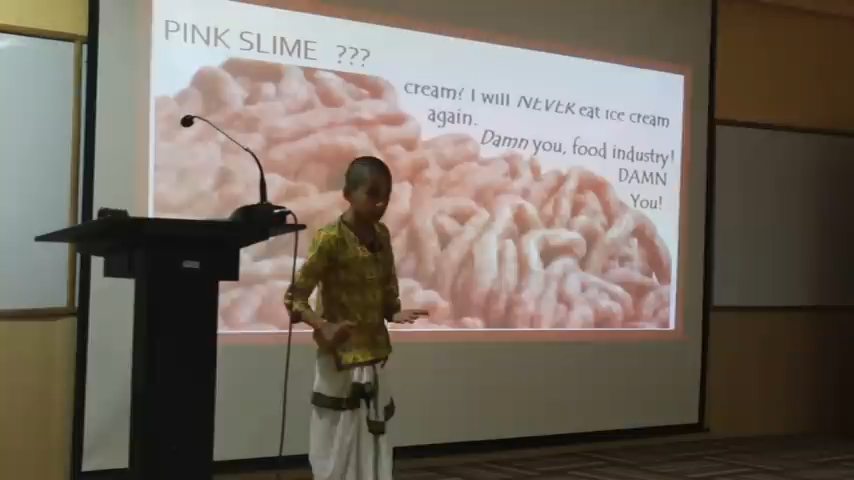 PINK SLIME ???
cream? I will NEVER eat ice cream
again.
Damn you, food industry!
DAMN
You!